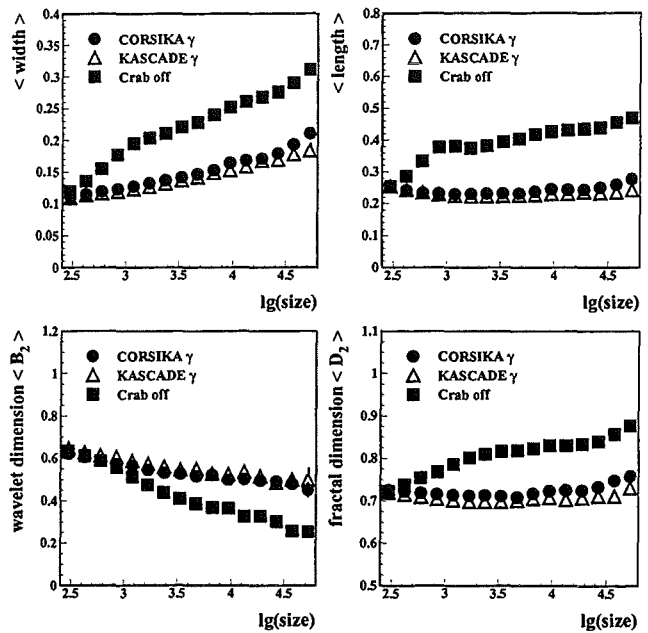 < width >
0.4
0.35
0.3
0.25
0.2
0.15
0.1
0.05
0
● CORSIKA γ
△ KASCADE γ
■ Crab off
2.5 3 3.5 4 4.5
lg(size)
< length >
0.8
0.7
0.6
0.5
0.4
0.3
0.2
0.1
0
● CORSIKA γ
△ KASCADE γ
■ Crab off
2.5 3 3.5 4 4.5
lg(size)
wavelet dimension < B₂ >
1.2
1
0.8
0.6
0.4
0.2
0
● CORSIKA γ
△ KASCADE γ
■ Crab off
2.5 3 3.5 4 4.5
lg(size)
fractal dimension < D₂ >
1.1
1
0.9
0.8
0.7
0.6
0.5
● CORSIKA γ
△ KASCADE γ
■ Crab off
2.5 3 3.5 4 4.5
lg(size)